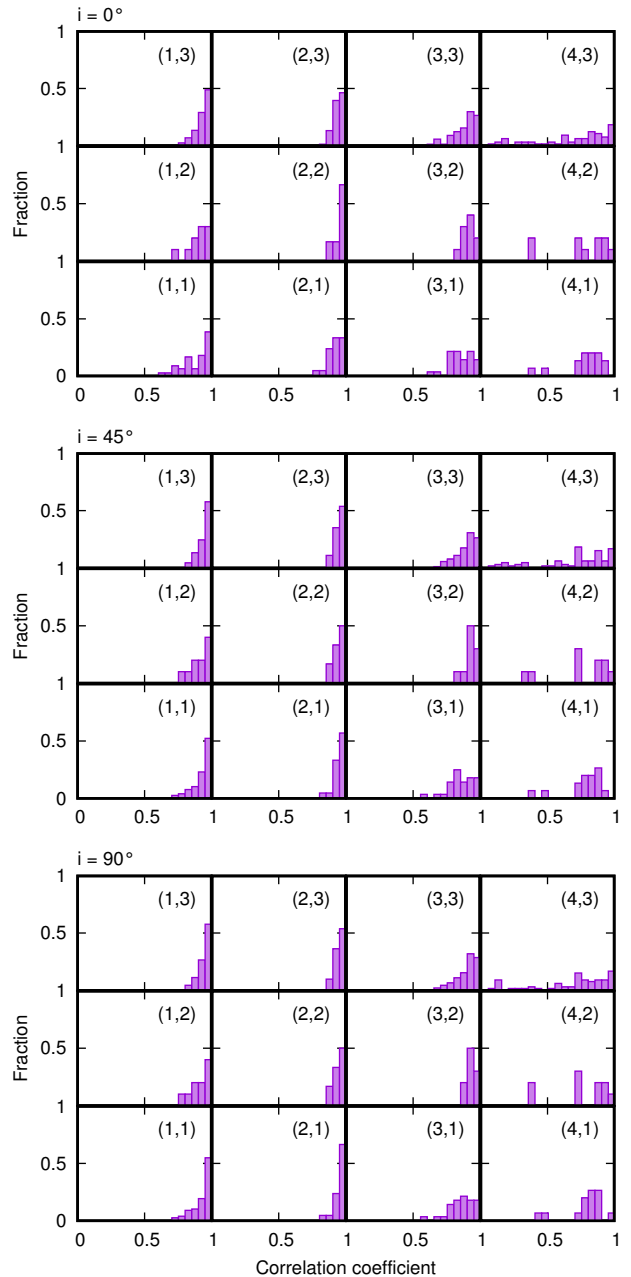 i = 0°
1
(1,3) (2,3) (3,3) (4,3)
0.5
1
(1,2) (2,2) (3,2) (4,2)
Fraction
0.5
1
(1,1) (2,1) (3,1) (4,1)
0.5
0
0 0.5 1 0.5 1 0.5 1 0.5 1
i = 45°
1
(1,3) (2,3) (3,3) (4,3)
0.5
1
(1,2) (2,2) (3,2) (4,2)
Fraction
0.5
1
(1,1) (2,1) (3,1) (4,1)
0.5
0
0 0.5 1 0.5 1 0.5 1 0.5 1
i = 90°
1
(1,3) (2,3) (3,3) (4,3)
0.5
1
(1,2) (2,2) (3,2) (4,2)
Fraction
0.5
1
(1,1) (2,1) (3,1) (4,1)
0.5
0
0 0.5 1 0.5 1 0.5 1 0.5 1
Correlation coefficient